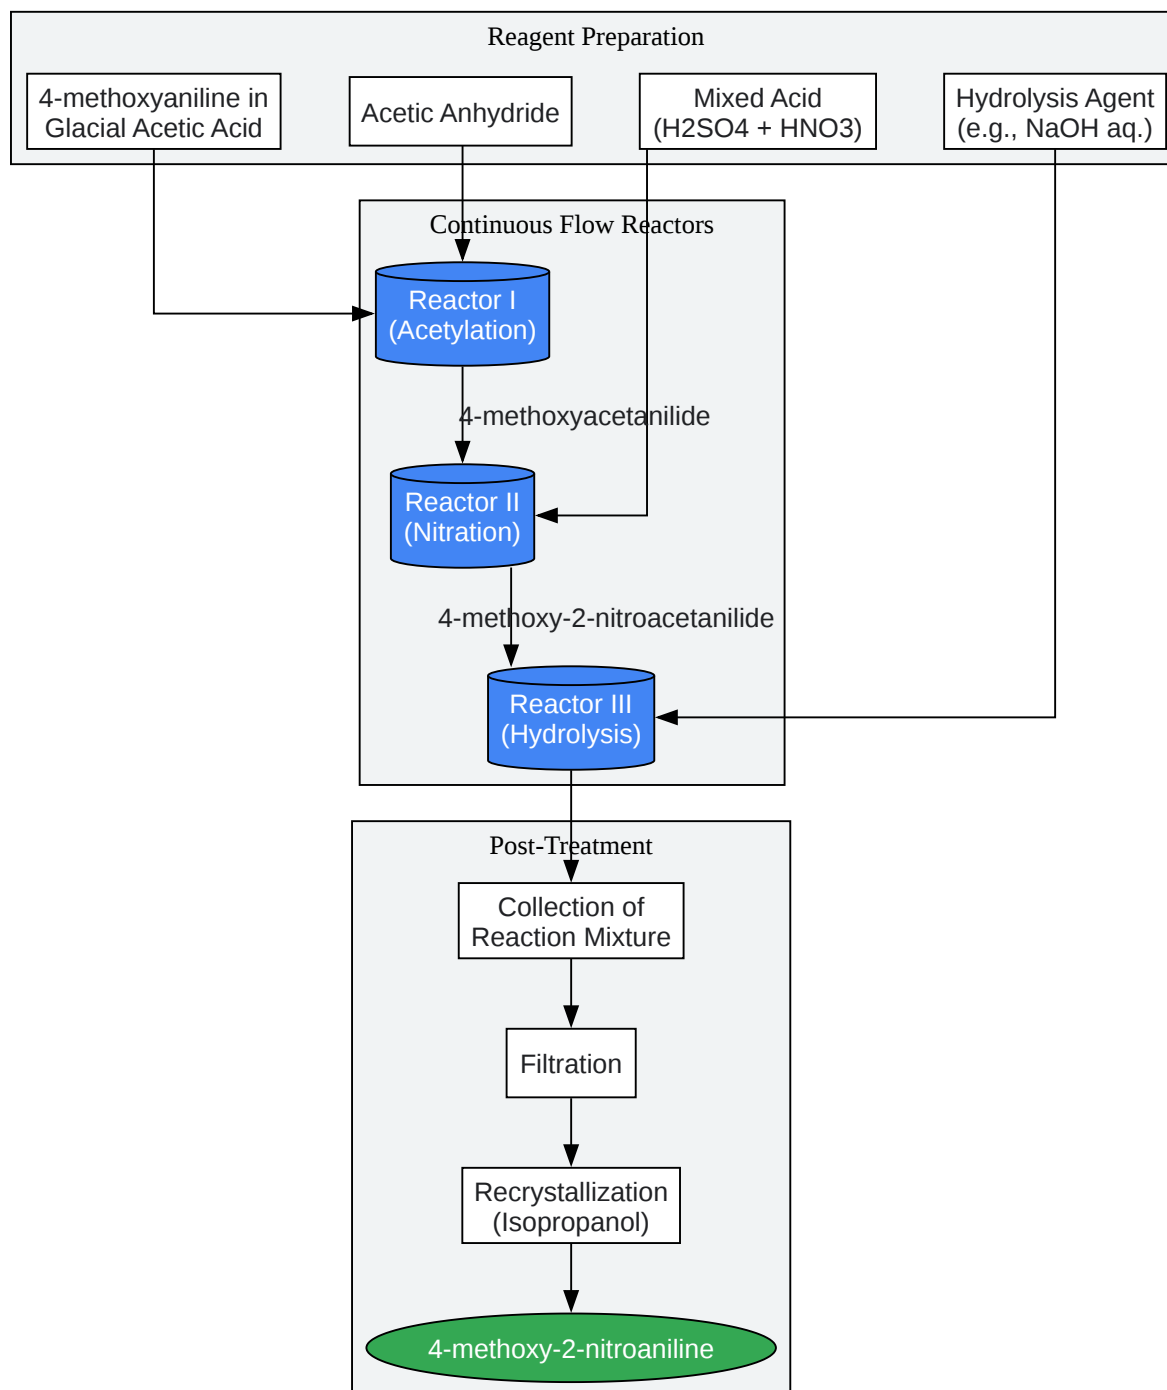 Reagent Preparation
4-methoxyaniline in
Glacial Acetic Acid
Acetic Anhydride
Mixed Acid
(H2SO4 + HNO3)
Hydrolysis Agent
(e.g., NaOH aq.)
Continuous Flow Reactors
Reactor I
(Acetylation)
4-methoxyacetanilide
Reactor II
(Nitration)
4-methoxy-2-nitroacetanilide
Reactor III
(Hydrolysis)
Post-Treatment
Collection of
Reaction Mixture
Filtration
Recrystallization
(Isopropanol)
4-methoxy-2-nitroaniline